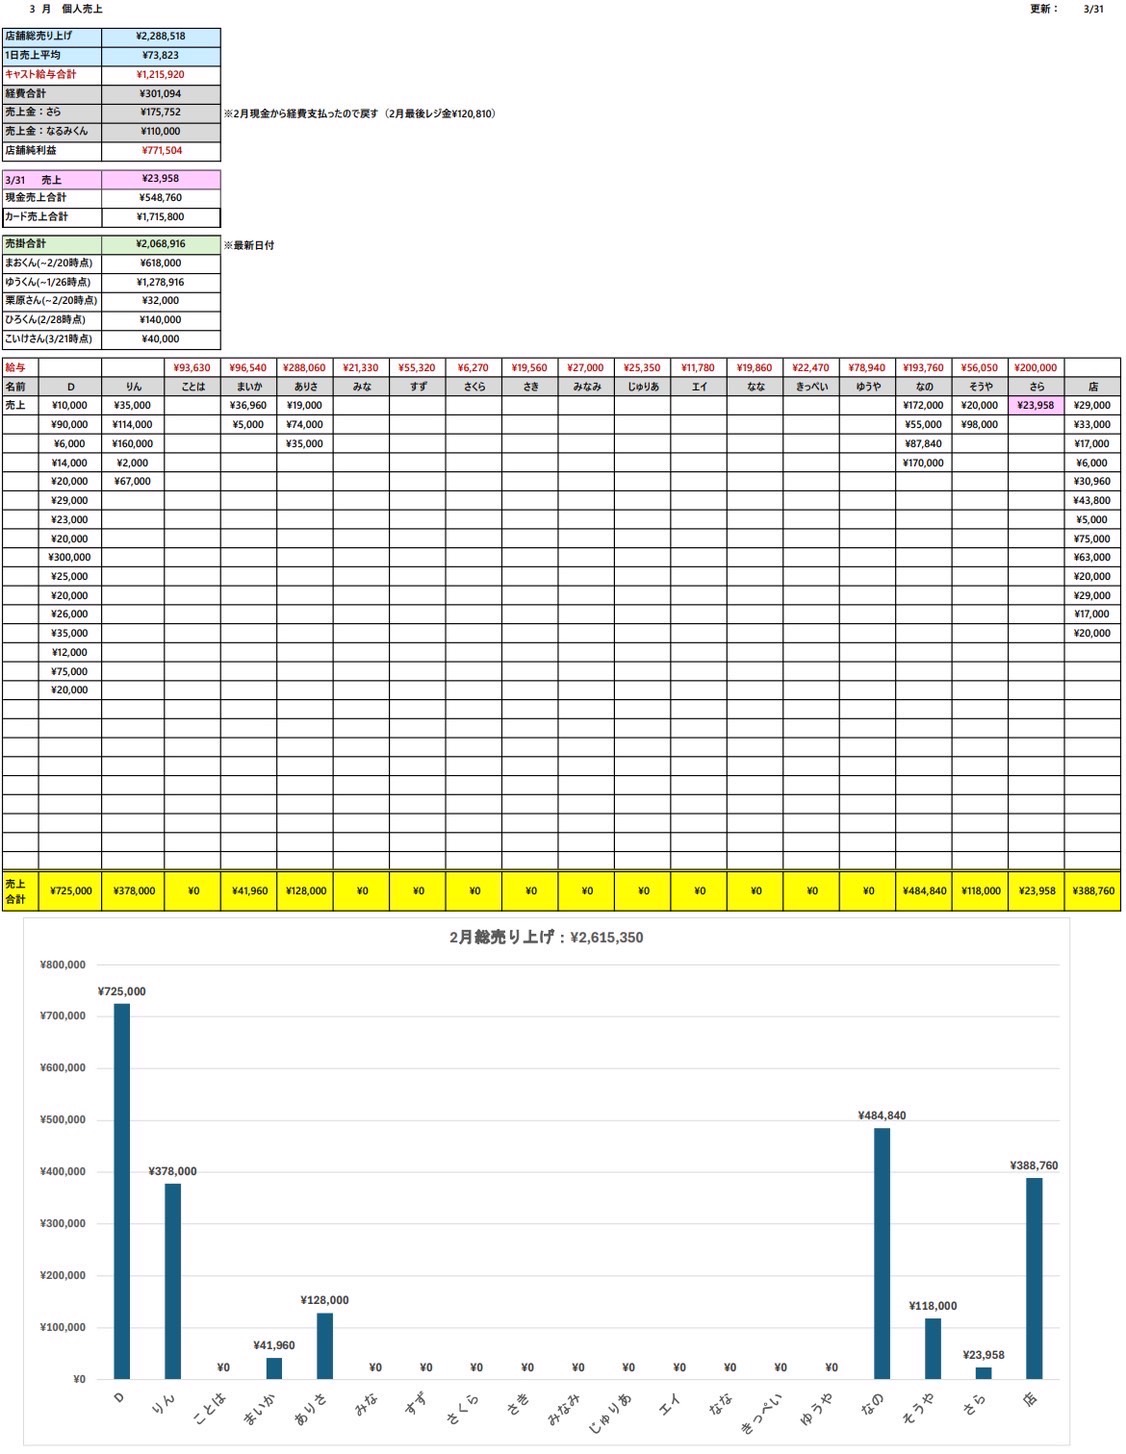 3 月 個人売上 更新： 3/31
店舗総売り上げ ¥2,288,518
1日売上平均 ¥73,823
キャスト給与合計 ¥1,215,920
経費合計 ¥301,094
売上金：さら ¥175,752 ※2月現金から経費支払ったので戻す（2月最後レジ金¥120,810）
売上金：なるみくん ¥110,000
店舗純利益 ¥771,504
3/31 売上 ¥23,958
現金売上合計 ¥548,760
カード売上合計 ¥1,715,800
売掛合計 ¥2,068,916 ※最新日付
まおくん(~2/20時点) ¥618,000
ゆうくん(~1/26時点) ¥1,278,916
栗原さん(~2/20時点) ¥32,000
ひろくん(2/28時点) ¥140,000
こいけさん(3/21時点) ¥40,000
給与 ¥93,630 ¥96,540 ¥288,060 ¥21,330 ¥55,320 ¥6,270 ¥19,560 ¥27,000 ¥25,350 ¥11,780 ¥19,860 ¥22,470 ¥78,940 ¥193,760 ¥56,050 ¥200,000
名前 D りん ことは まいか ありさ みな すず さくら さき みなみ じゅりあ エイ なな きっぺい ゆうや なの そうや さら 店
売上 ¥10,000 ¥35,000 ¥36,960 ¥19,000 ¥172,000 ¥20,000 ¥23,958 ¥29,000
¥90,000 ¥114,000 ¥5,000 ¥74,000 ¥55,000 ¥98,000 ¥33,000
¥6,000 ¥160,000 ¥35,000 ¥87,840 ¥17,000
¥14,000 ¥2,000 ¥170,000 ¥6,000
¥20,000 ¥67,000 ¥30,960
¥29,000 ¥43,800
¥23,000 ¥5,000
¥20,000 ¥75,000
¥300,000 ¥63,000
¥25,000 ¥20,000
¥20,000 ¥29,000
¥26,000 ¥17,000
¥35,000 ¥20,000
¥12,000
¥75,000
¥20,000
売上合計 ¥725,000 ¥378,000 ¥0 ¥41,960 ¥128,000 ¥0 ¥0 ¥0 ¥0 ¥0 ¥0 ¥0 ¥0 ¥0 ¥0 ¥484,840 ¥118,000 ¥23,958 ¥388,760
2月総売り上げ：¥2,615,350
¥800,000
¥725,000
¥700,000
¥600,000
¥500,000
¥484,840
¥400,000
¥378,000 ¥388,760
¥300,000
¥200,000
¥128,000 ¥118,000
¥100,000
¥41,960 ¥23,958
¥0 ¥0 ¥0 ¥0 ¥0 ¥0 ¥0 ¥0 ¥0 ¥0 ¥0
¥0
D りん ことは まいか ありさ みな すず さくら さき みなみ じゅりあ エイ なな きっぺい ゆうや なの そうや さら 店